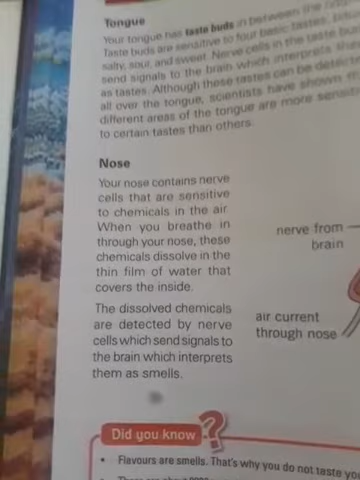 Tongue
Your tongue has taste buds in between the
Taste buds are sensitive to four basic tastes,
salty, sour, and sweet. Nerve cells in the taste
send signals to the brain which interprets
as tastes. Although these tastes can be
all over the tongue, scientists have shown
different areas of the tongue are more
to certain tastes than others.
Nose
Your nose contains nerve
cells that are sensitive
to chemicals in the air.
When you breathe in
through your nose, these
chemicals dissolve in the
thin film of water that
covers the inside.
The dissolved chemicals
are detected by nerve
cells which send signals to
the brain which interprets
them as smells.
nerve from
brain
air current
through nose
Did you know ?
• Flavours are smells. That's why you do not taste